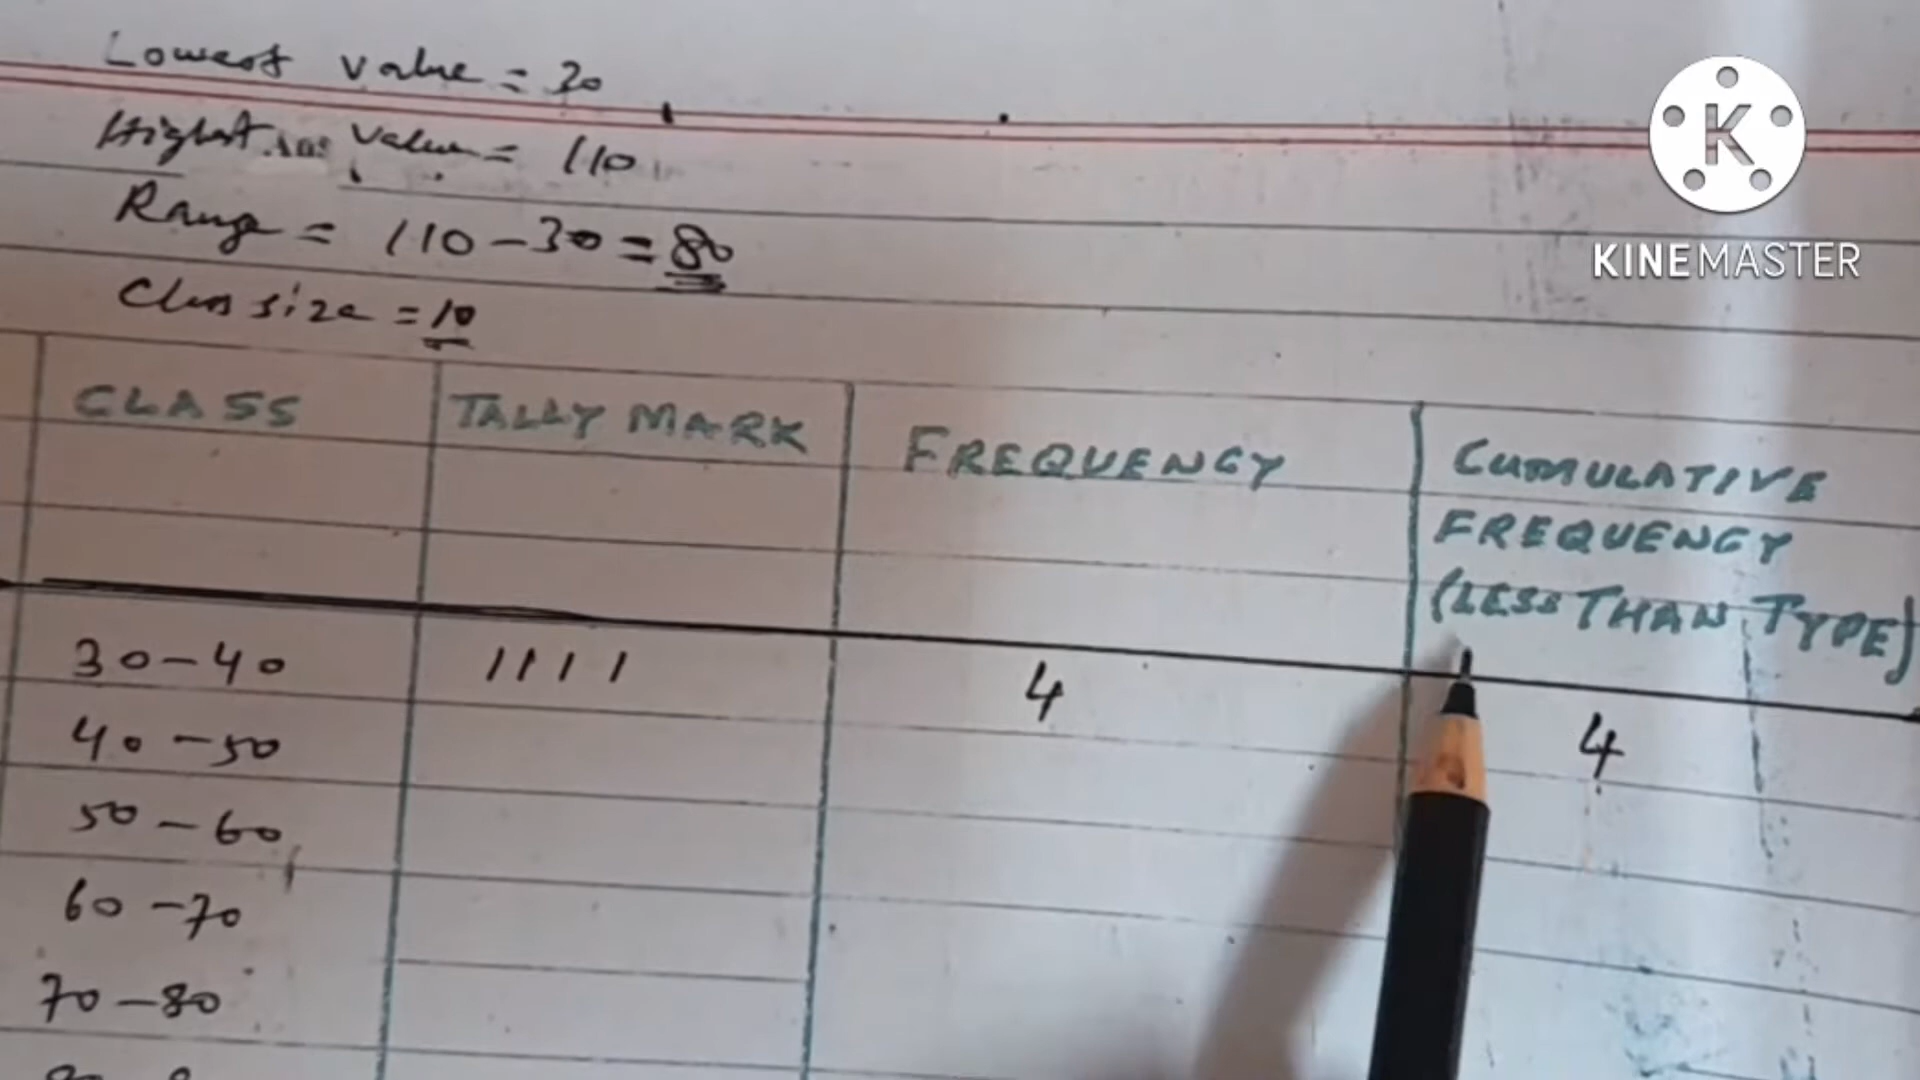 Lowest value = 30
Highest value = 110
Range = 110 - 30 = 80
Class size = 10
CLASS TALLY MARK FREQUENCY CUMULATIVE FREQUENCY (LESS THAN TYPE)
30-40 |||| 4 4
40-50
50-60
60-70
70-80
K
KINEMASTER